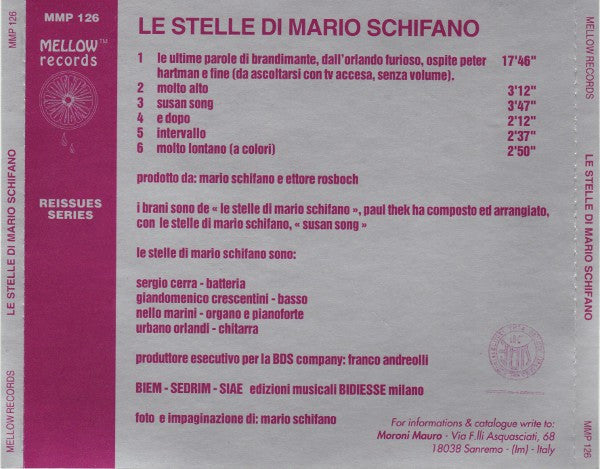 MMP 126
MELLOW™
records
REISSUES
SERIES
LE STELLE DI MARIO SCHIFANO
1 le ultime parole di brandimante, dall'orlando furioso, ospite peter 17'46"
hartman e fine (da ascoltarsi con tv accesa, senza volume).
2 molto alto 3'12"
3 susan song 3'47"
4 e dopo 2'12"
5 intervallo 2'37"
6 molto lontano (a colori) 2'50"
prodotto da: mario schifano e ettore rosboch
i brani sono de « le stelle di mario schifano », paul thek ha composto ed arrangiato,
con le stelle di mario schifano, « susan song »
le stelle di mario schifano sono:
sergio cerra - batteria
giandomenico crescentini - basso
nello marini - organo e pianoforte
urbano orlandi - chitarra
produttore esecutivo per la BDS company: franco andreolli
BIEM - SEDRIM - SIAE edizioni musicali BIDIESSE milano
foto e impaginazione di: mario schifano
For informations & catalogue write to:
Moroni Mauro - Via F.lli Asquasciati, 68
18038 Sanremo - (Im) - Italy
MMP 126
LE STELLE DI MARIO SCHIFANO
MELLOW RECORDS
MELLOW RECORDS
LE STELLE DI MARIO SCHIFANO
MMP 126